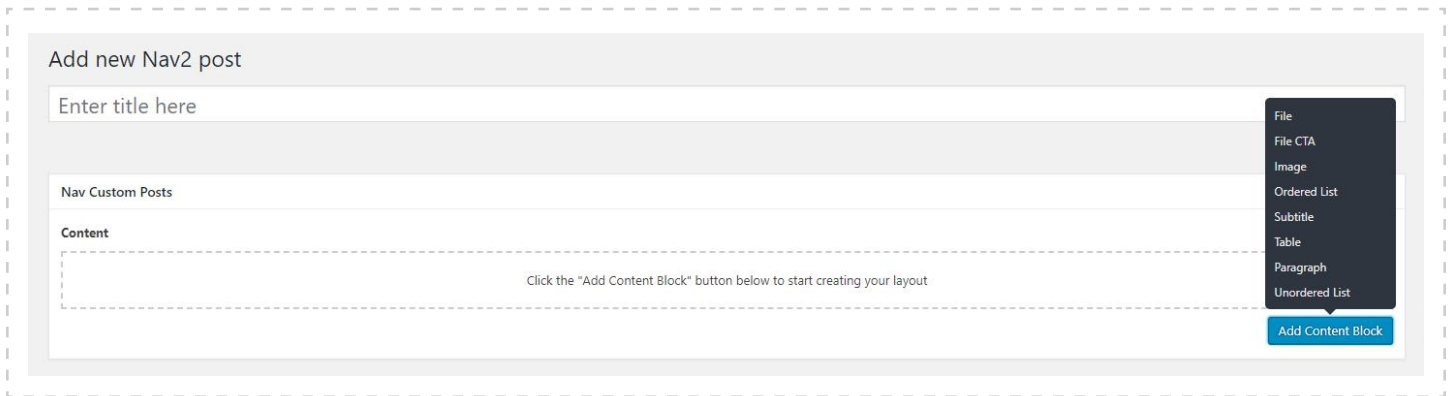 Add new Nav2 post
Enter title here
File
File CTA
Image
Ordered List
Subtitle
Table
Paragraph
Unordered List
Nav Custom Posts
Content
Click the "Add Content Block" button below to start creating your layout
Add Content Block